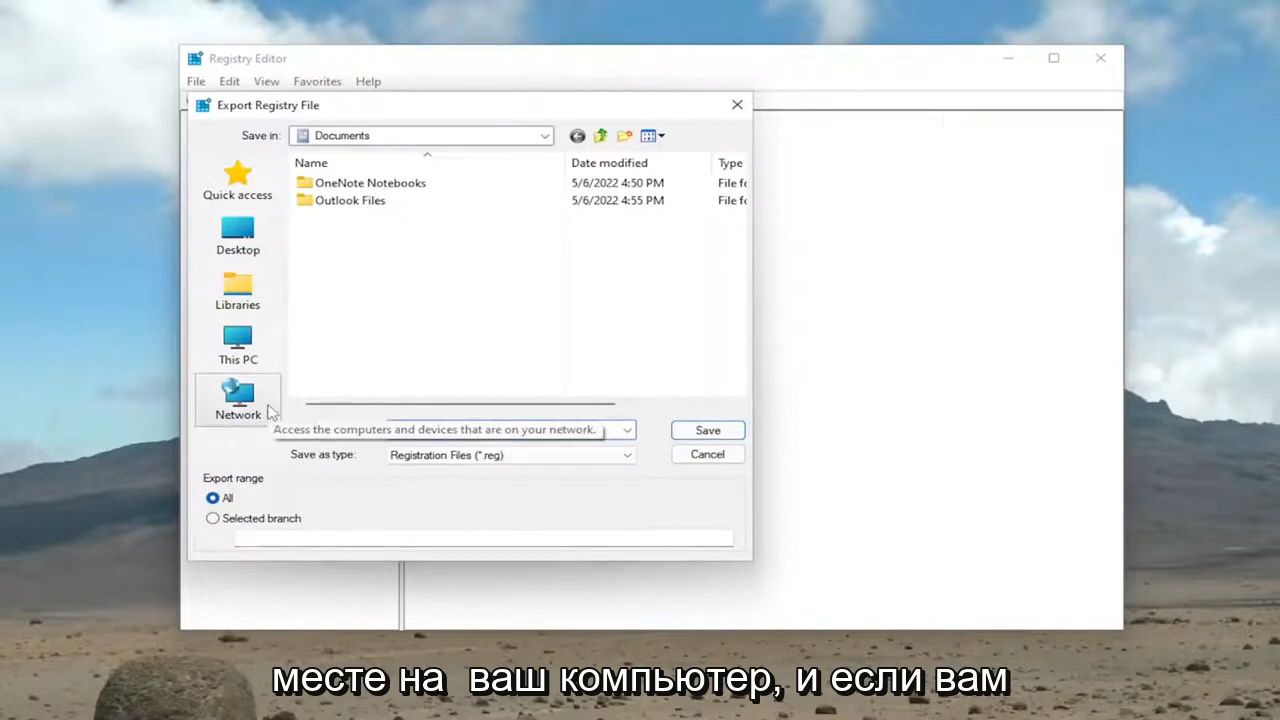 Registry Editor
File Edit View Favorites Help
Export Registry File
Save in: Documents
Name Date modified Type
OneNote Notebooks 5/6/2022 4:50 PM File fo
Outlook Files 5/6/2022 4:55 PM File fo
Quick access
Desktop
Libraries
This PC
Network
Access the computers and devices that are on your network.
Save
Save as type: Registration Files (*.reg)
Cancel
Export range
All
Selected branch
месте на ваш компьютер, и если вам